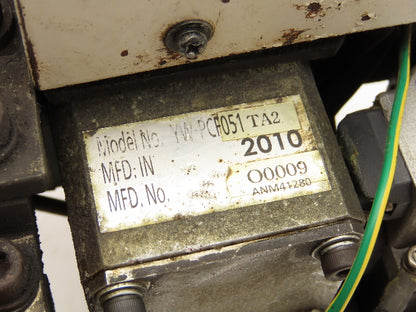 Model No. YW-PCF051 TA2
MFD: IN 2010
MFD. No. O0009
ANM41280